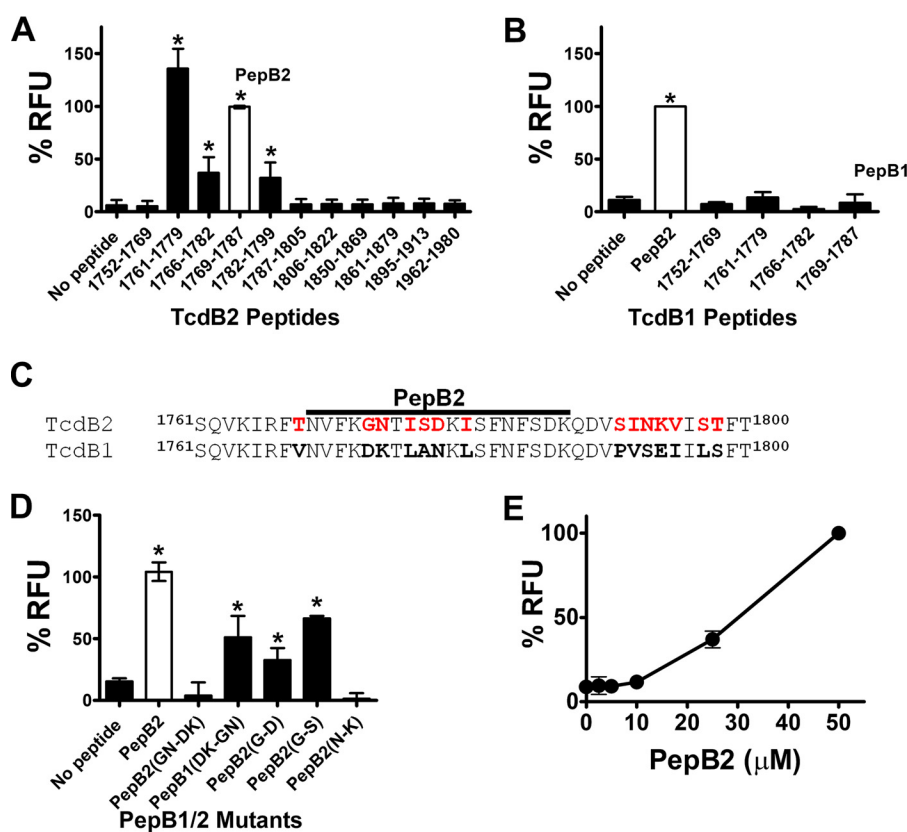 A
% RFU
150
100
50
0
*
*
PepB2
*
*
No peptide
1752-1769
1761-1779
1766-1782
1769-1787
1782-1799
1787-1805
1806-1822
1850-1869
1861-1879
1895-1913
1962-1980
TcdB2 Peptides
B
% RFU
150
100
50
0
*
PepB1
No peptide
PepB2
1752-1769
1761-1779
1766-1782
1769-1787
TcdB1 Peptides
C
PepB2
TcdB2 1761SQVKIRFTNVFKGNTISDKISFNFSDKQDVSINKVISTFT1800
TcdB1 1761SQVKIRFVNVFKDKTLANKLSFNFSDKQDVPVSEIILSFT1800
D
% RFU
150
100
50
0
*
*
*
*
No peptide
PepB2
PepB2(GN-DK)
PepB1(DK-GN)
PepB2(G-D)
PepB2(G-S)
PepB2(N-K)
PepB1/2 Mutants
E
% RFU
100
50
0
0 10 20 30 40 50
PepB2 (μM)